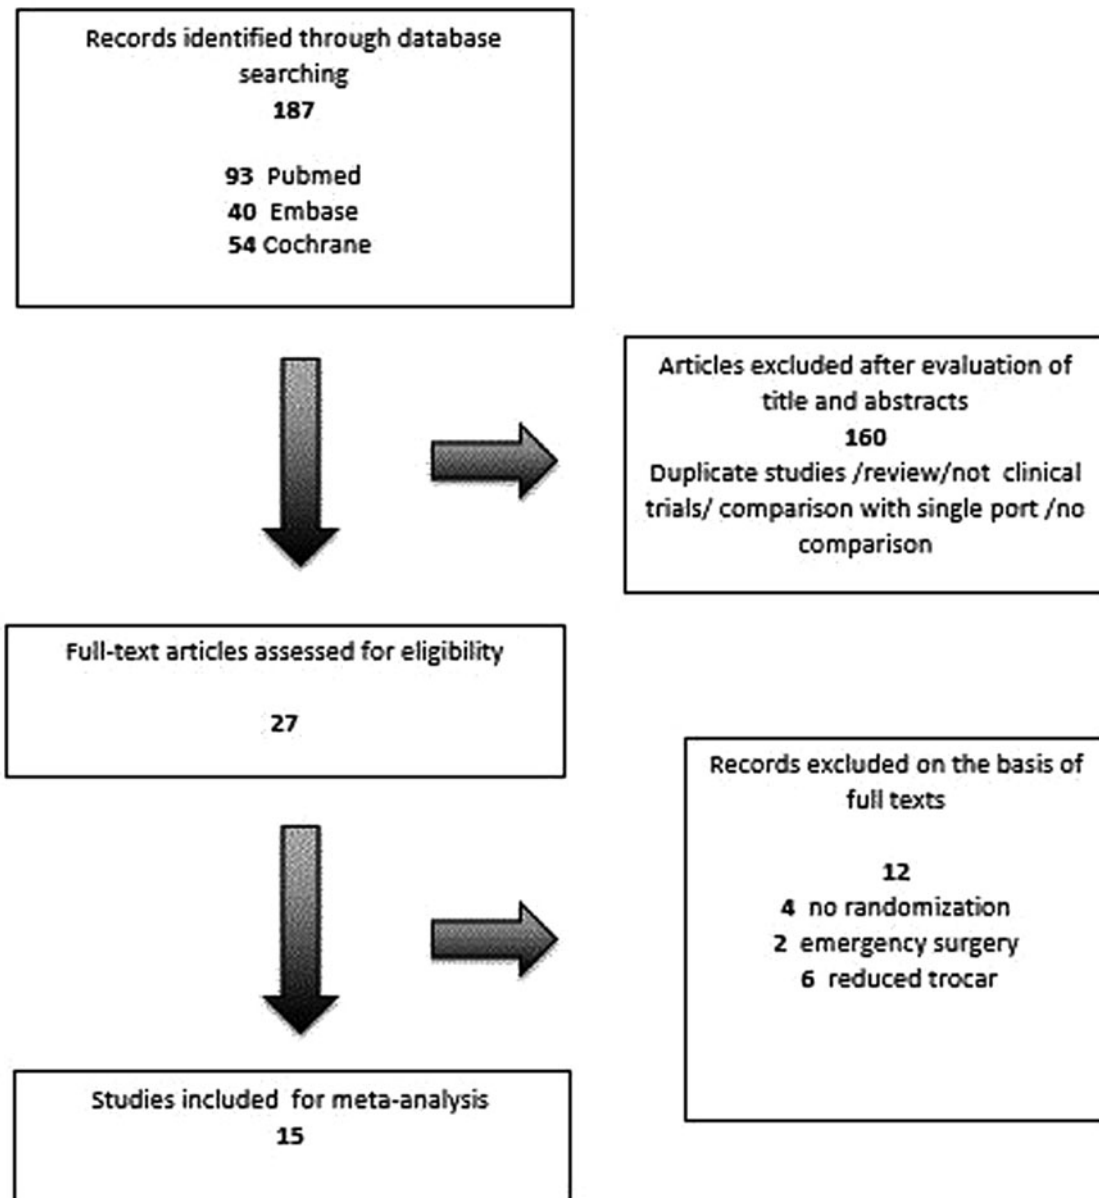 Records identified through database
searching
187
93 Pubmed
40 Embase
54 Cochrane
Articles excluded after evaluation of
title and abstracts
160
Duplicate studies /review/not clinical
trials/ comparison with single port /no
comparison
Full-text articles assessed for eligibility
27
Records excluded on the basis of
full texts
12
4 no randomization
2 emergency surgery
6 reduced trocar
Studies included for meta-analysis
15